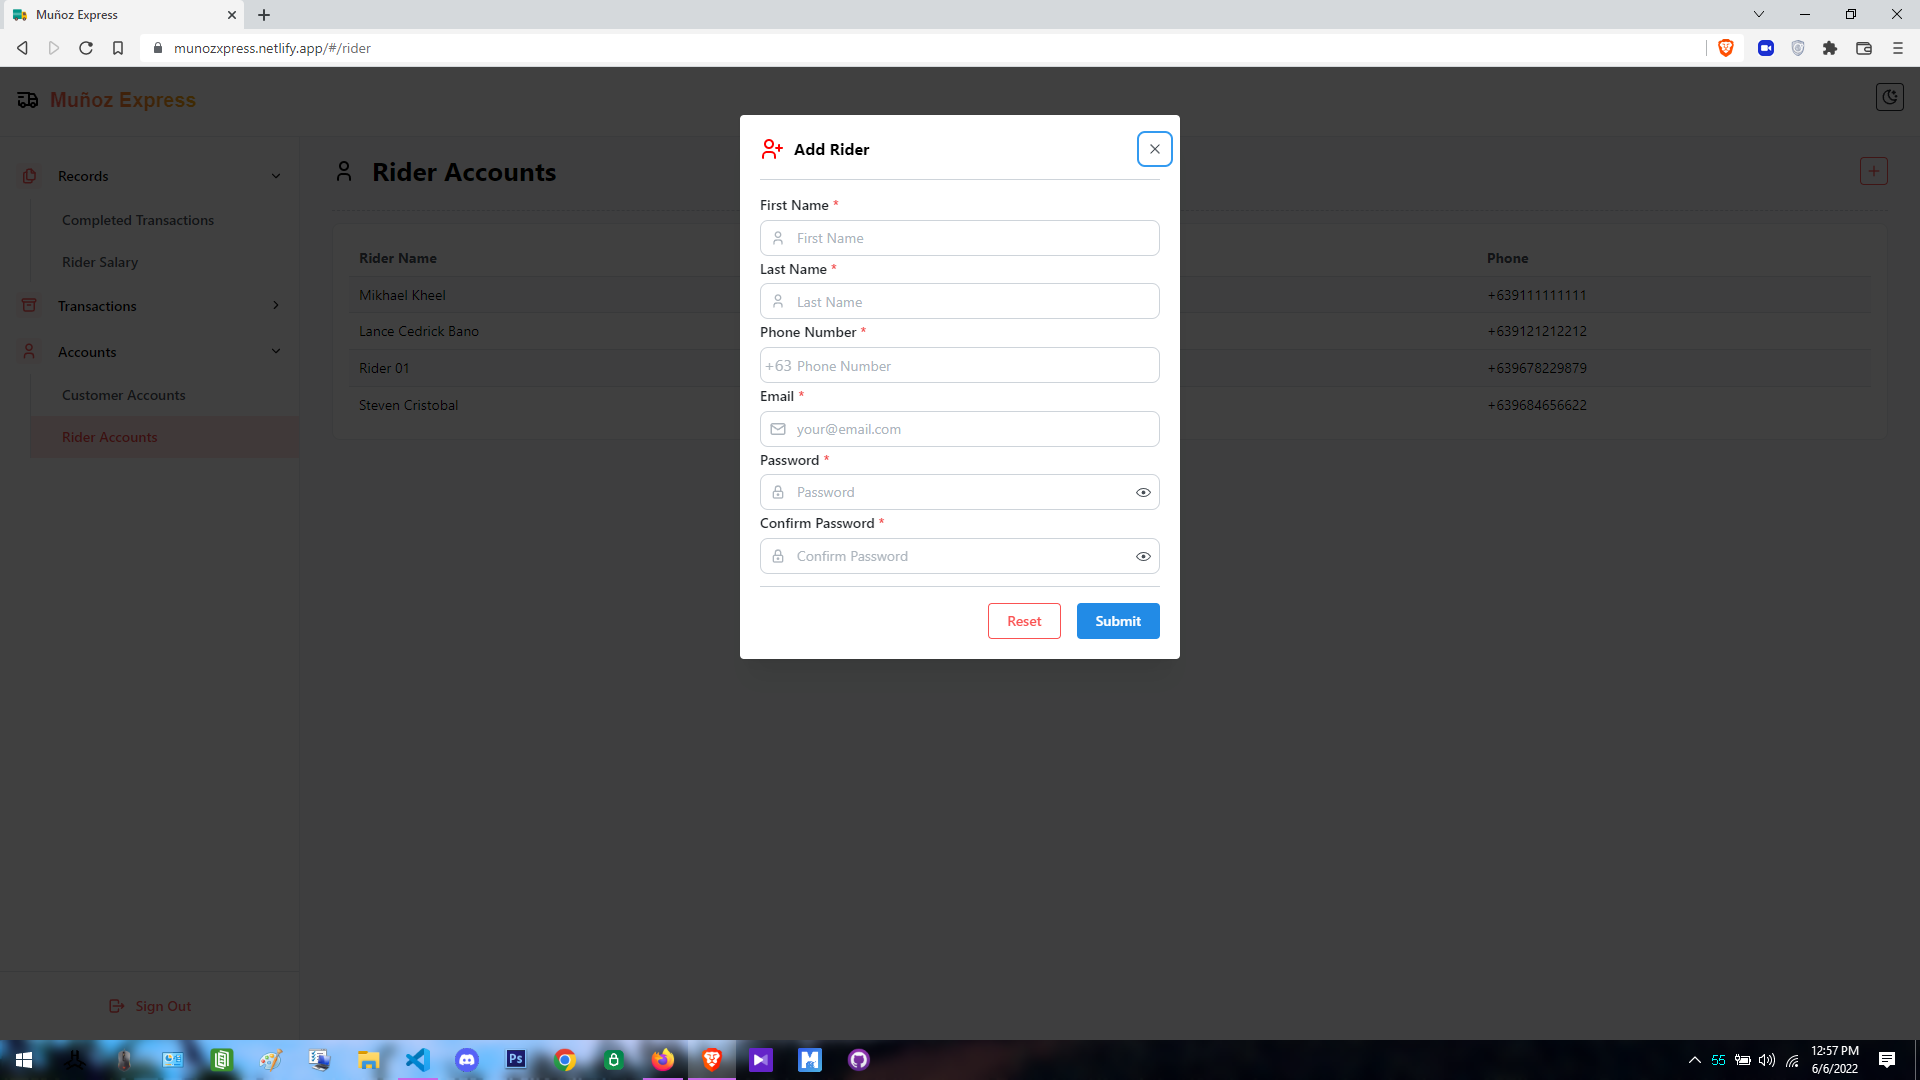 Muñoz Express
munozxpress.netlify.app/#/rider
Muñoz Express
Records
Completed Transactions
Rider Salary
Transactions
Accounts
Customer Accounts
Rider Accounts
Sign Out
Rider Accounts
Rider Name
Phone
Mikhael Kheel
+639111111111
Lance Cedrick Bano
+639121212212
Rider 01
+639678229879
Steven Cristobal
+639684656622
Add Rider
First Name *
First Name
Last Name *
Last Name
Phone Number *
+63 Phone Number
Email *
your@email.com
Password *
Password
Confirm Password *
Confirm Password
Reset
Submit
Ps
55
12:57 PM
6/6/2022